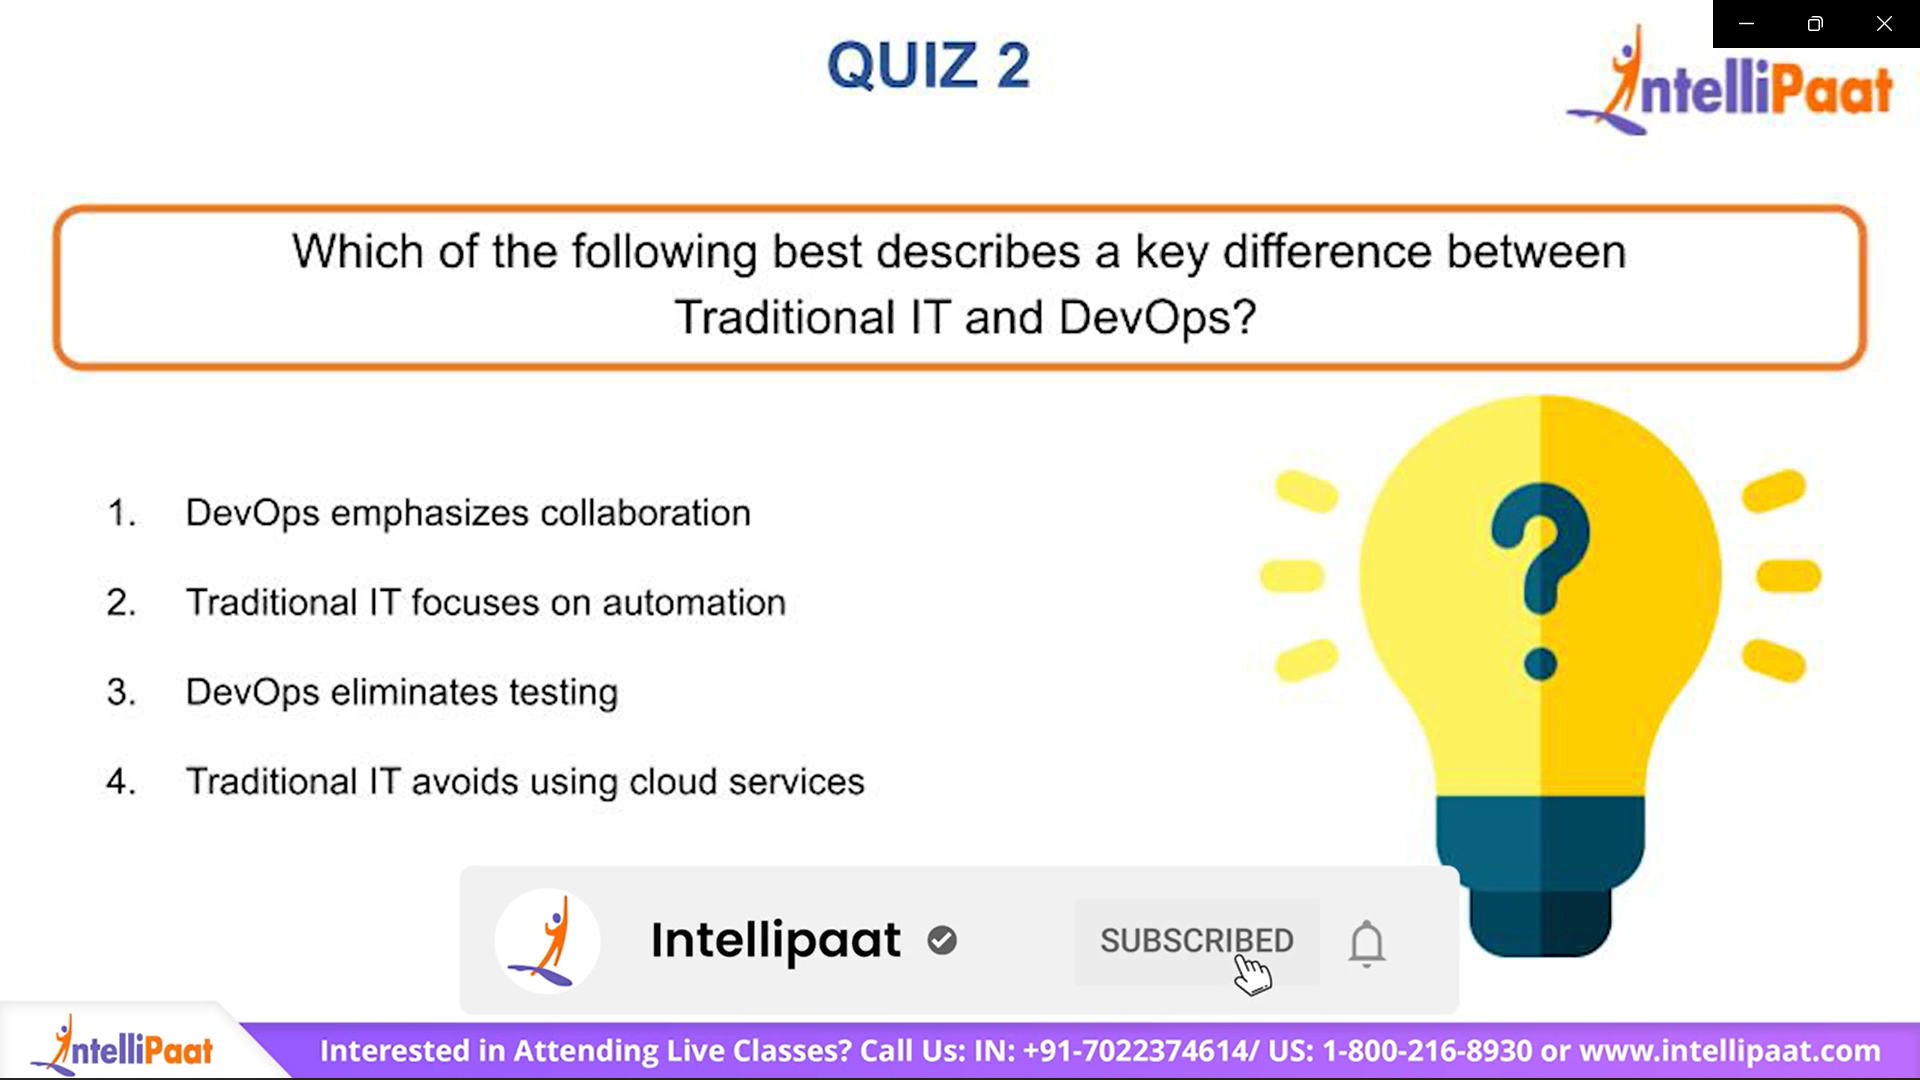 QUIZ 2
IntelliPaat
Which of the following best describes a key difference between
Traditional IT and DevOps?
1. DevOps emphasizes collaboration
2. Traditional IT focuses on automation
3. DevOps eliminates testing
4. Traditional IT avoids using cloud services
?
Intellipaat SUBSCRIBED
IntelliPaat Interested in Attending Live Classes? Call Us: IN: +91-7022374614/ US: 1-800-216-8930 or www.intellipaat.com